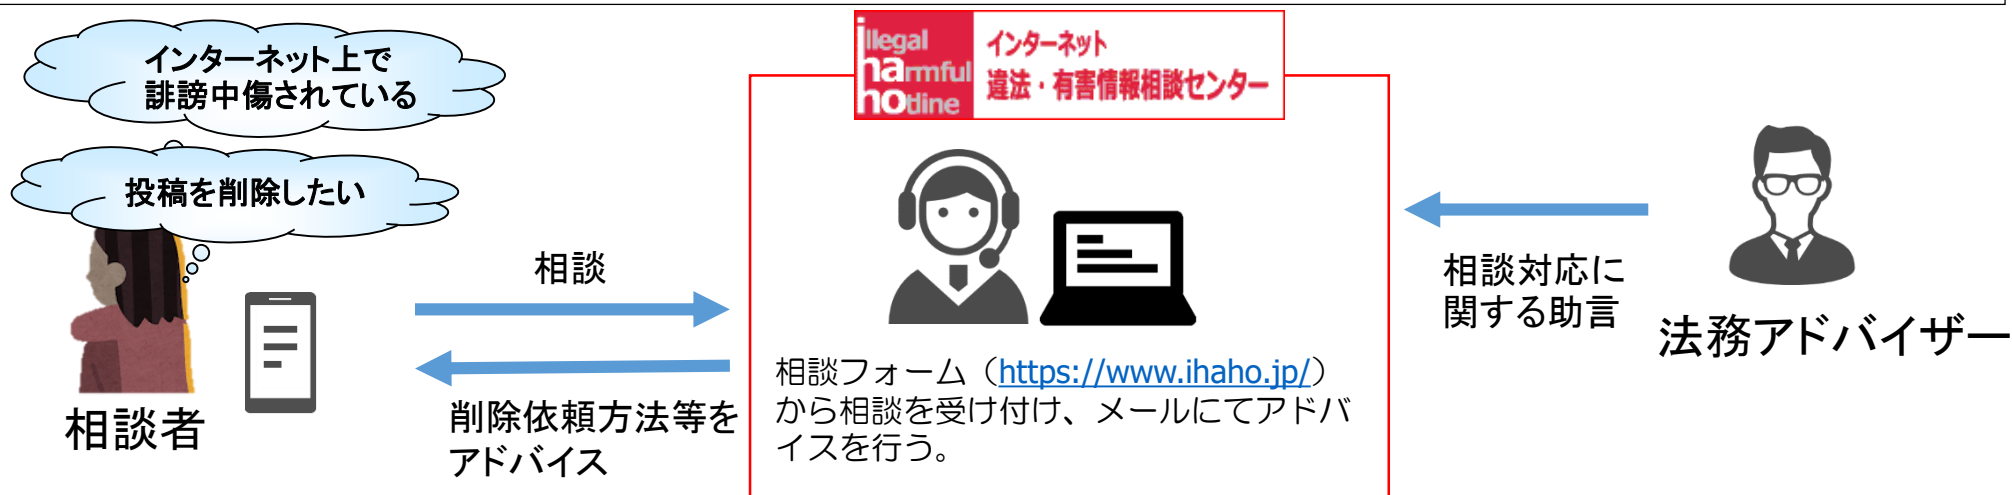 インターネット上で
誹謗中傷されている
投稿を削除したい
相談者
相談
削除依頼方法等を
アドバイス
illegal
harmful
hotline
インターネット
違法・有害情報相談センター
相談フォーム（https://www.ihaho.jp/）
から相談を受け付け、メールにてアドバ
イスを行う。
相談対応に
関する助言
法務アドバイザー